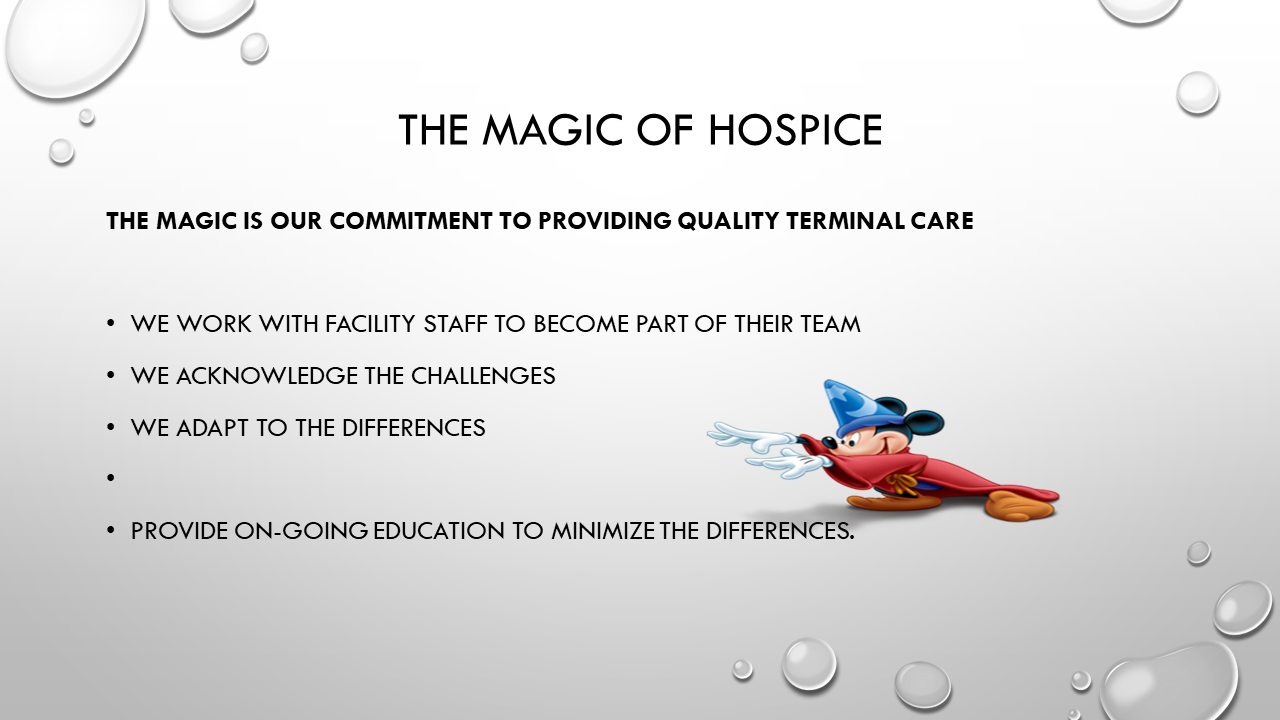 THE MAGIC OF HOSPICE
THE MAGIC IS OUR COMMITMENT TO PROVIDING QUALITY TERMINAL CARE
• WE WORK WITH FACILITY STAFF TO BECOME PART OF THEIR TEAM
• WE ACKNOWLEDGE THE CHALLENGES
• WE ADAPT TO THE DIFFERENCES
•
• PROVIDE ON-GOING EDUCATION TO MINIMIZE THE DIFFERENCES.